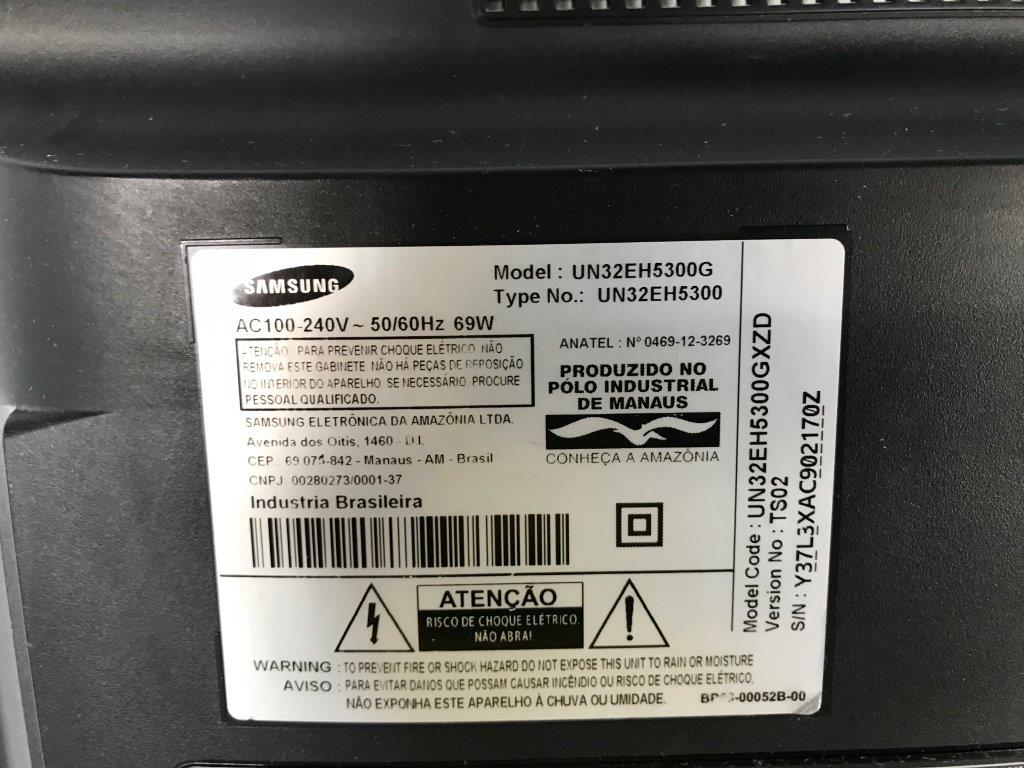 SAMSUNG
Model : UN32EH5300G
Type No.: UN32EH5300
AC100-240V ~ 50/60Hz 69W
ATENÇÃO: PARA PREVENIR CHOQUE ELÉTRICO NÃO
REMOVA ESTE GABINETE NÃO HÁ PEÇAS DE REPOSIÇÃO
NO INTERIOR DO APARELHO SE NECESSÁRIO, PROCURE
PESSOAL QUALIFICADO.
SAMSUNG ELETRÔNICA DA AMAZÔNIA LTDA.
Avenida dos Oitis, 1460 - D.I.
CEP.: 69.075-842 - Manaus - AM - Brasil
CNPJ: 00280273/0001-37
Industria Brasileira
ANATEL : Nº 0469-12-3269
PRODUZIDO NO
PÓLO INDUSTRIAL
DE MANAUS
CONHEÇA A AMAZÔNIA
Model Code : UN32EH5300GXZD
Version No : TS02
S/N : Y37L3XAC902170Z
ATENÇÃO
RISCO DE CHOQUE ELÉTRICO.
NÃO ABRA!
WARNING : TO PREVENT FIRE OR SHOCK HAZARD DO NOT EXPOSE THIS UNIT TO RAIN OR MOISTURE
AVISO : PARA EVITAR DANOS QUE POSSAM CAUSAR INCÊNDIO OU RISCO DE CHOQUE ELÉTRICO,
NÃO EXPONHA ESTE APARELHO À CHUVA OU UMIDADE.